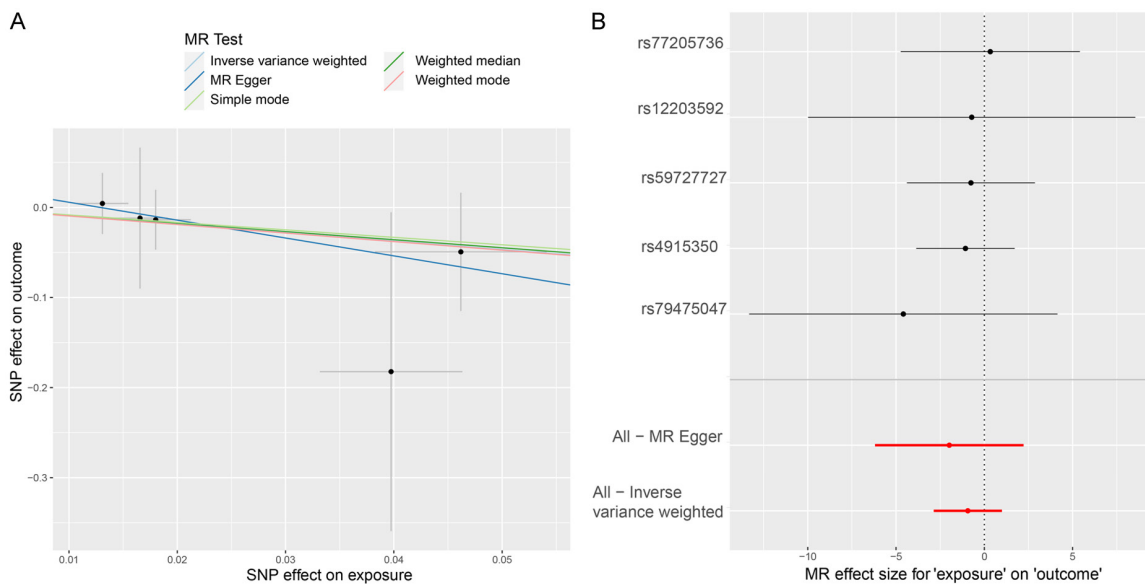 A
MR Test
Inverse variance weighted
Weighted median
MR Egger
Weighted mode
Simple mode
SNP effect on outcome
0.0
−0.1
−0.2
−0.3
0.01
0.02
0.03
0.04
0.05
SNP effect on exposure
B
rs77205736
rs12203592
rs59727727
rs4915350
rs79475047
All − MR Egger
All − Inverse
variance weighted
−10
−5
0
5
MR effect size for 'exposure' on 'outcome'